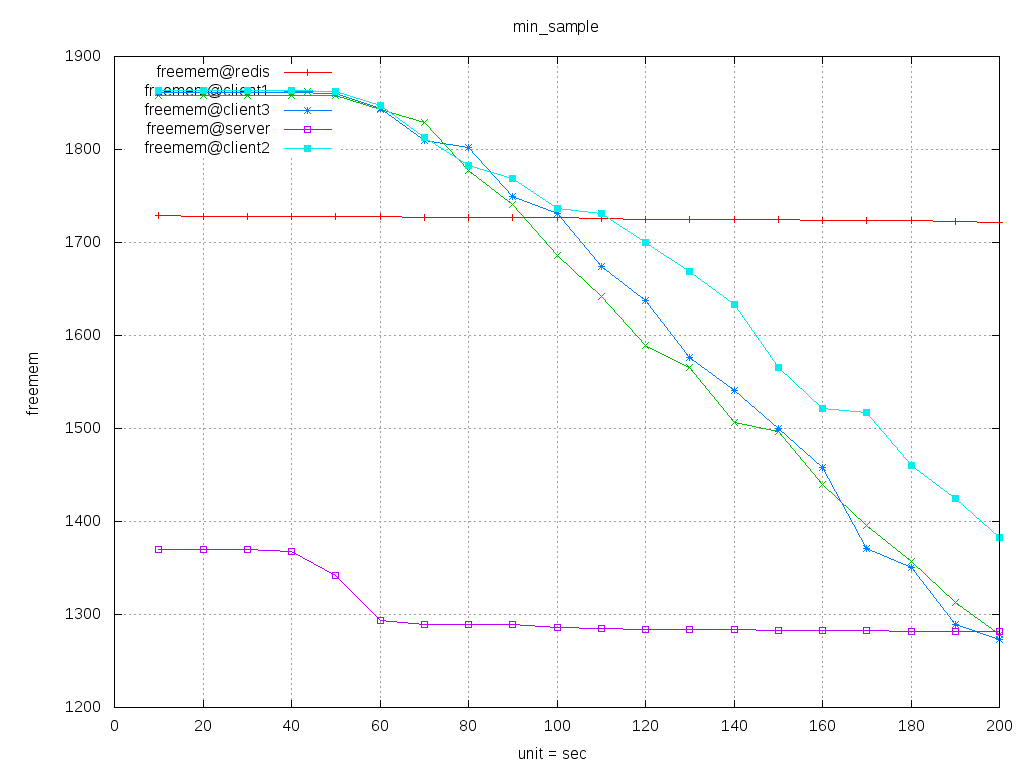 min_sample
1900
1800
1700
1600
1500
1400
1300
1200
freemem
freemem@redis
freemem@client1
freemem@client3
freemem@server
freemem@client2
0 20 40 60 80 100 120 140 160 180 200
unit = sec